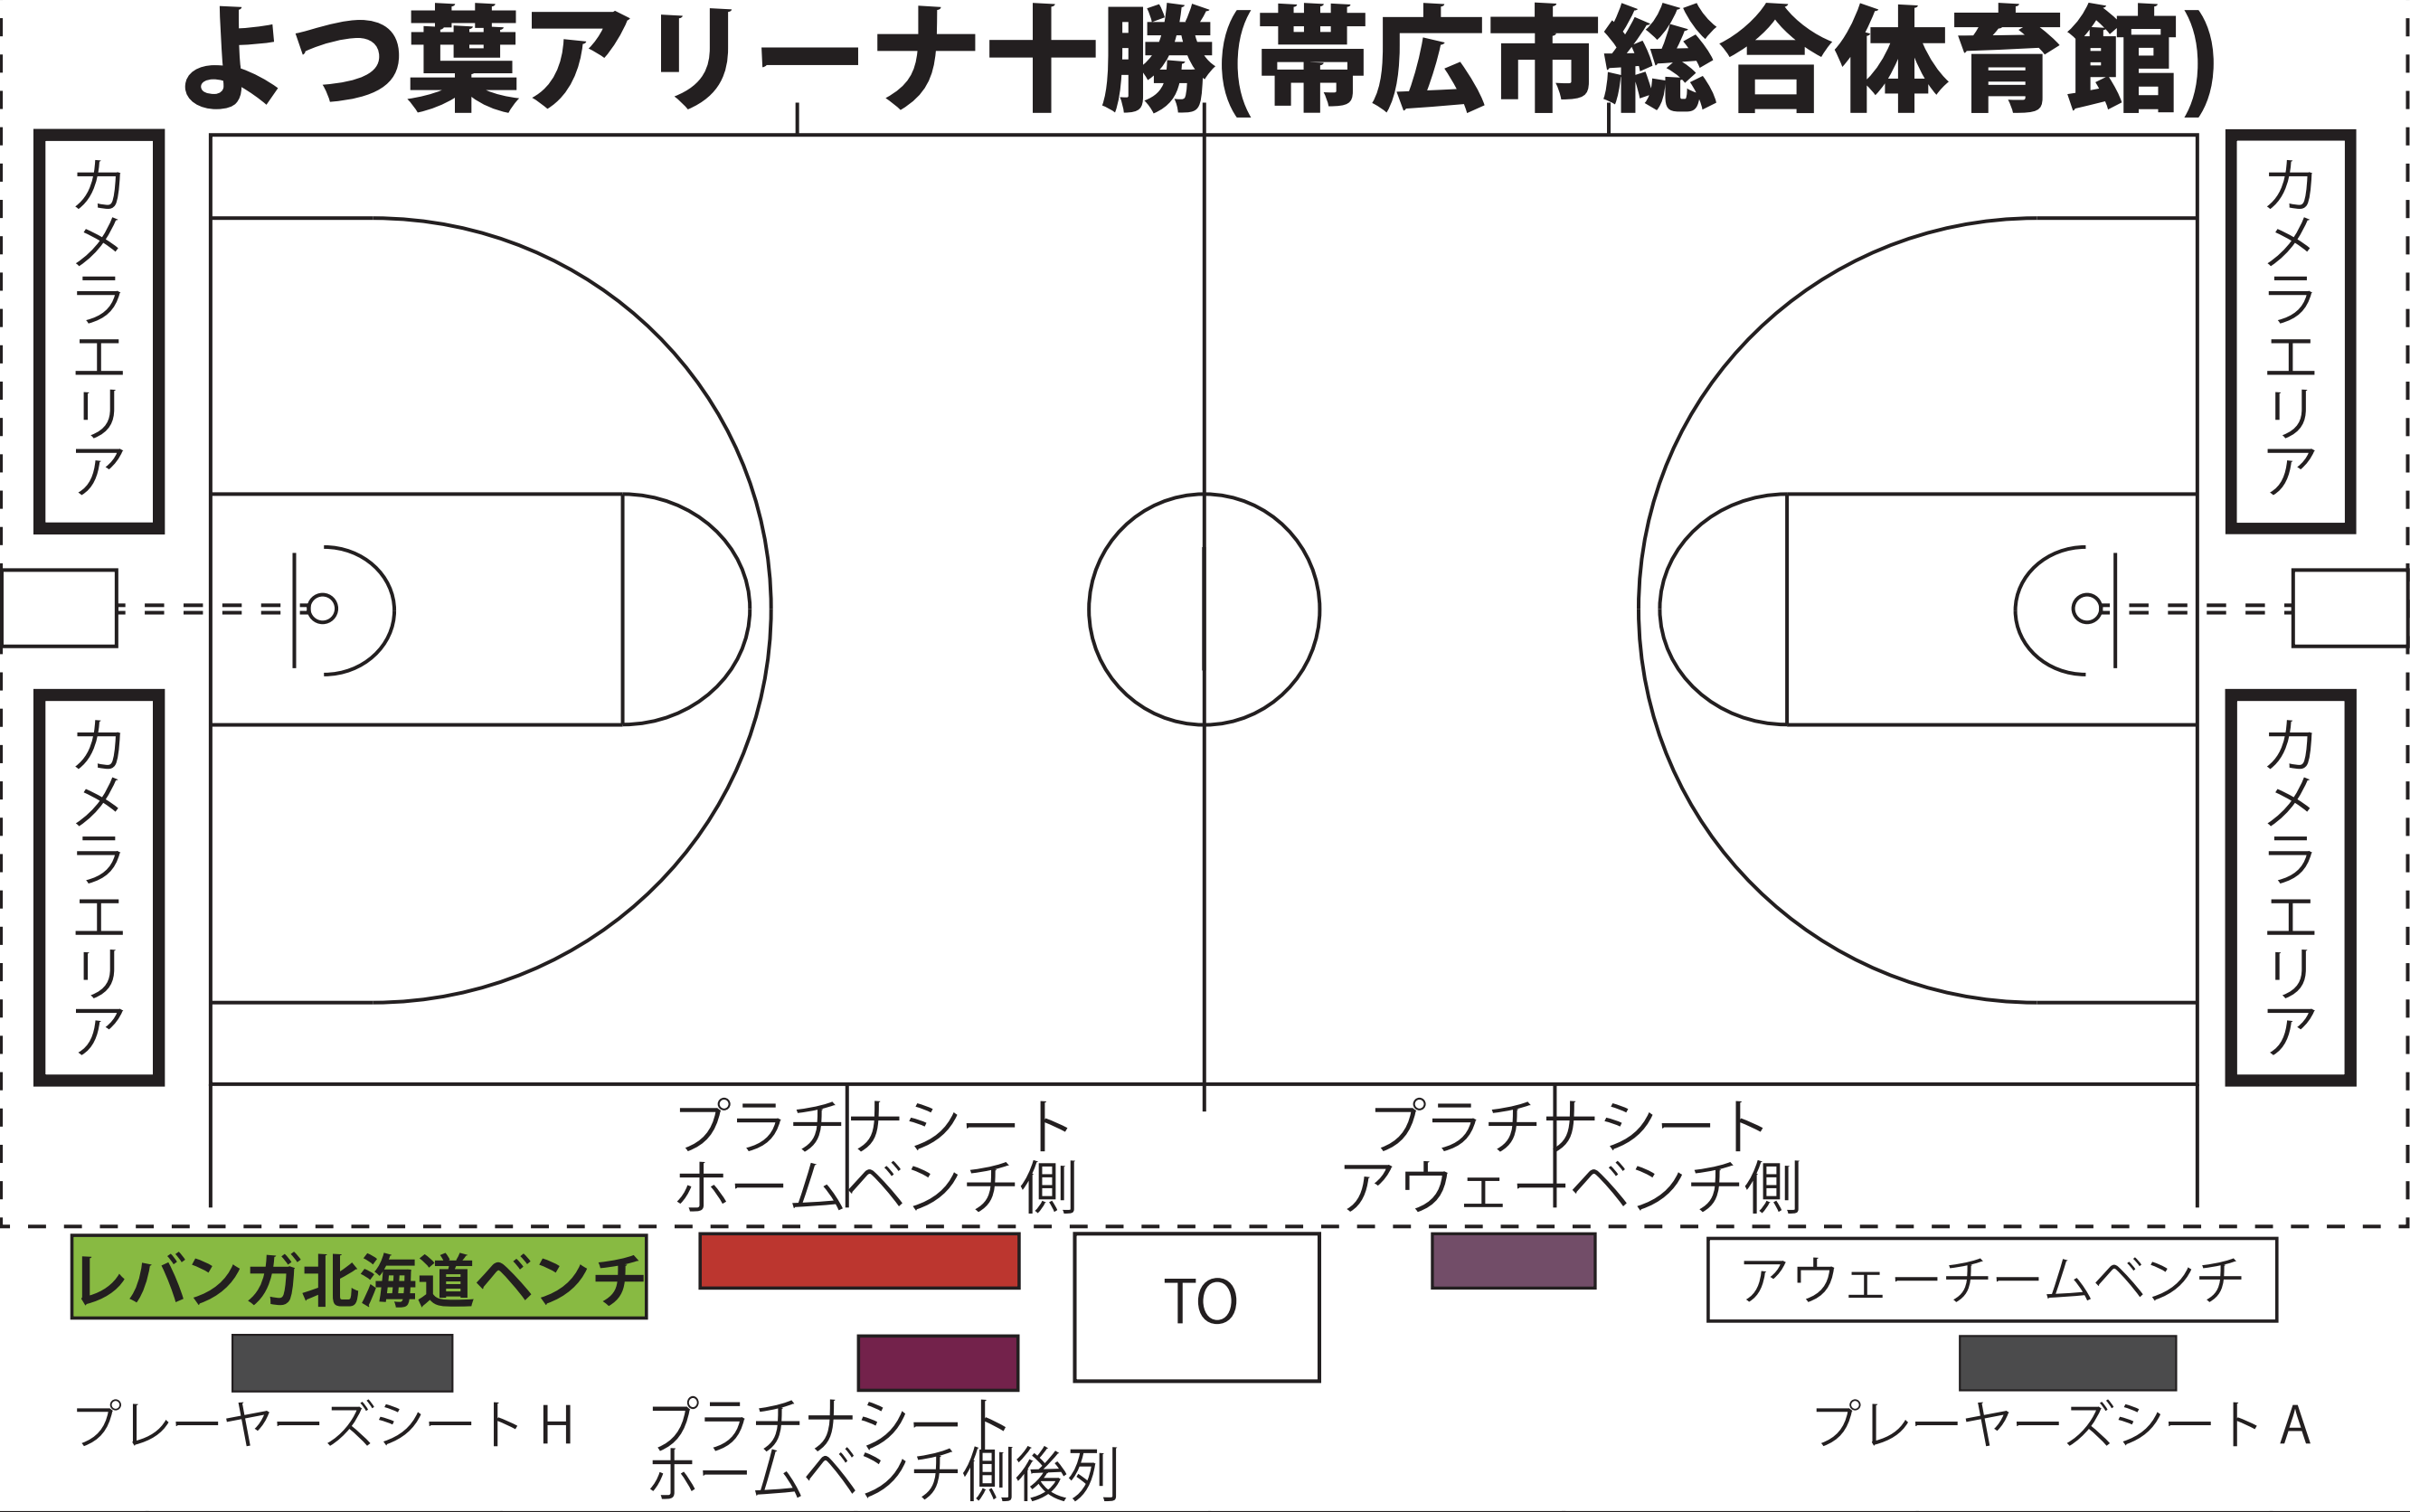 よつ葉アリーナ十勝(帯広市総合体育館)
カメラエリア
カメラエリア
カメラエリア
カメラエリア
プラチナシート
ホームベンチ側
プラチナシート
アウェーベンチ側
レバンガ北海道ベンチ
TO
アウェーチームベンチ
プレーヤーズシート H
プラチナシート
ホームベンチ側後列
プレーヤーズシート A